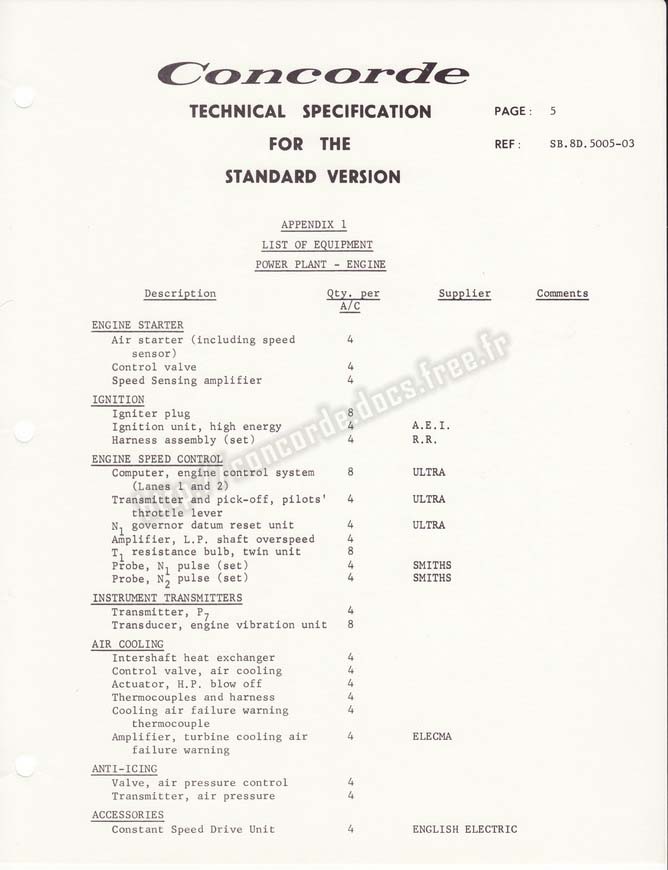 Concorde
TECHNICAL SPECIFICATION PAGE: 5
FOR THE REF: SB.8D.5005-03
STANDARD VERSION
APPENDIX 1
LIST OF EQUIPMENT
POWER PLANT - ENGINE
Description Qty. per Supplier Comments
A/C
ENGINE STARTER
Air starter (including speed 4
sensor)
Control valve 4
Speed Sensing amplifier 4
IGNITION
Igniter plug 8
Ignition unit, high energy 4 A.E.I.
Harness assembly (set) 4 R.R.
ENGINE SPEED CONTROL
Computer, engine control system 8 ULTRA
(Lanes 1 and 2)
Transmitter and pick-off, pilots' 4 ULTRA
throttle lever
N1 governor datum reset unit 4 ULTRA
Amplifier, L.P. shaft overspeed 4
T1 resistance bulb, twin unit 8
Probe, N1 pulse (set) 4 SMITHS
Probe, N2 pulse (set) 4 SMITHS
INSTRUMENT TRANSMITTERS
Transmitter, P7 4
Transducer, engine vibration unit 8
AIR COOLING
Intershaft heat exchanger 4
Control valve, air cooling 4
Actuator, H.P. blow off 4
Thermocouples and harness 4
Cooling air failure warning 4
thermocouple
Amplifier, turbine cooling air 4 ELECMA
failure warning
ANTI-ICING
Valve, air pressure control 4
Transmitter, air pressure 4
ACCESSORIES
Constant Speed Drive Unit 4 ENGLISH ELECTRIC
http://concorde.docs.free.fr